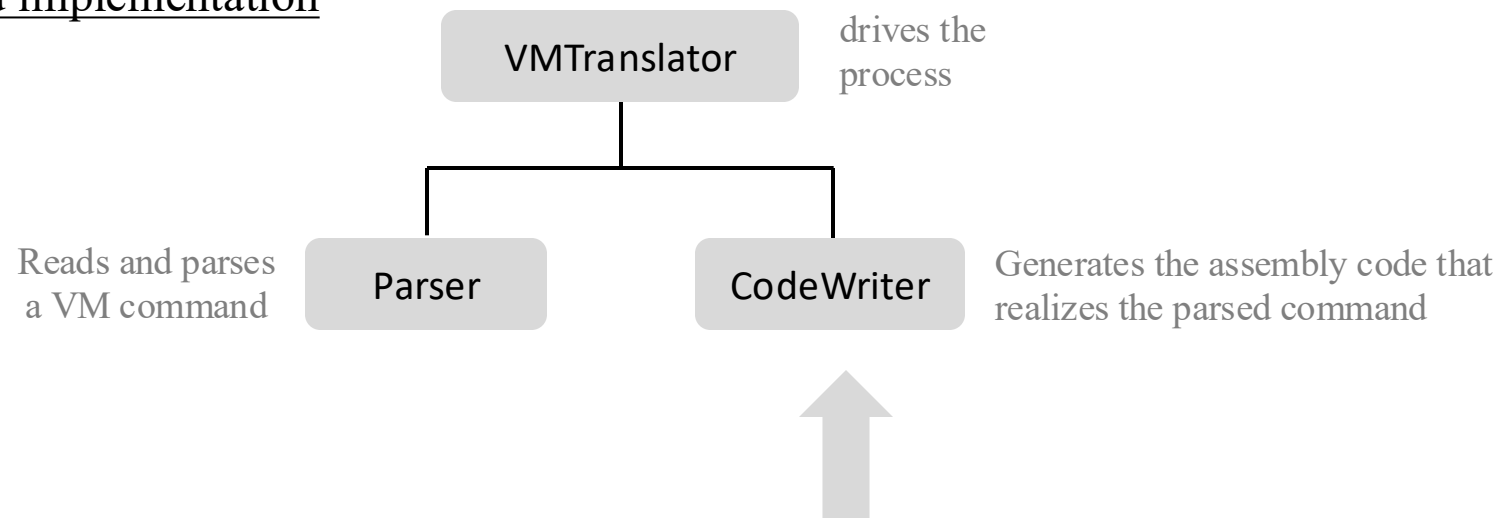 implementation
drives the
process
VMTranslator
Reads and parses
a VM command
Parser
CodeWriter
Generates the assembly code that
realizes the parsed command